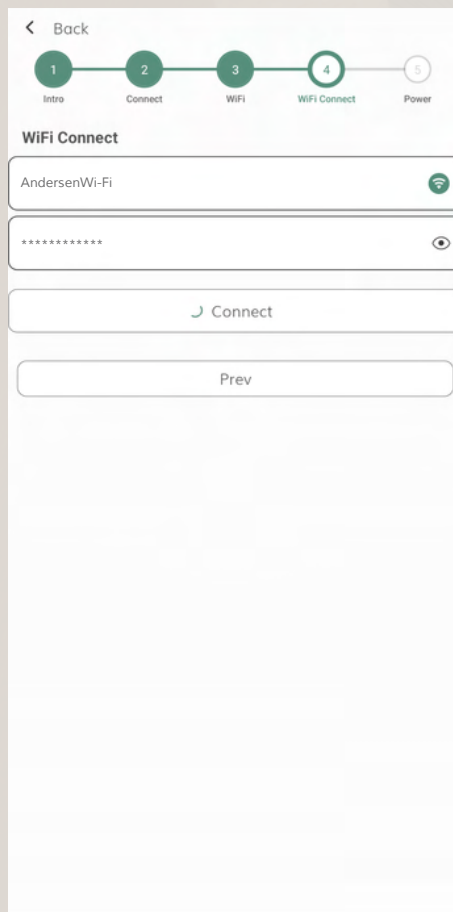 Back
1 2 3 4 5
Intro Connect WiFi WiFi Connect Power
WiFi Connect
AndersenWi-Fi
************
Connect
Prev